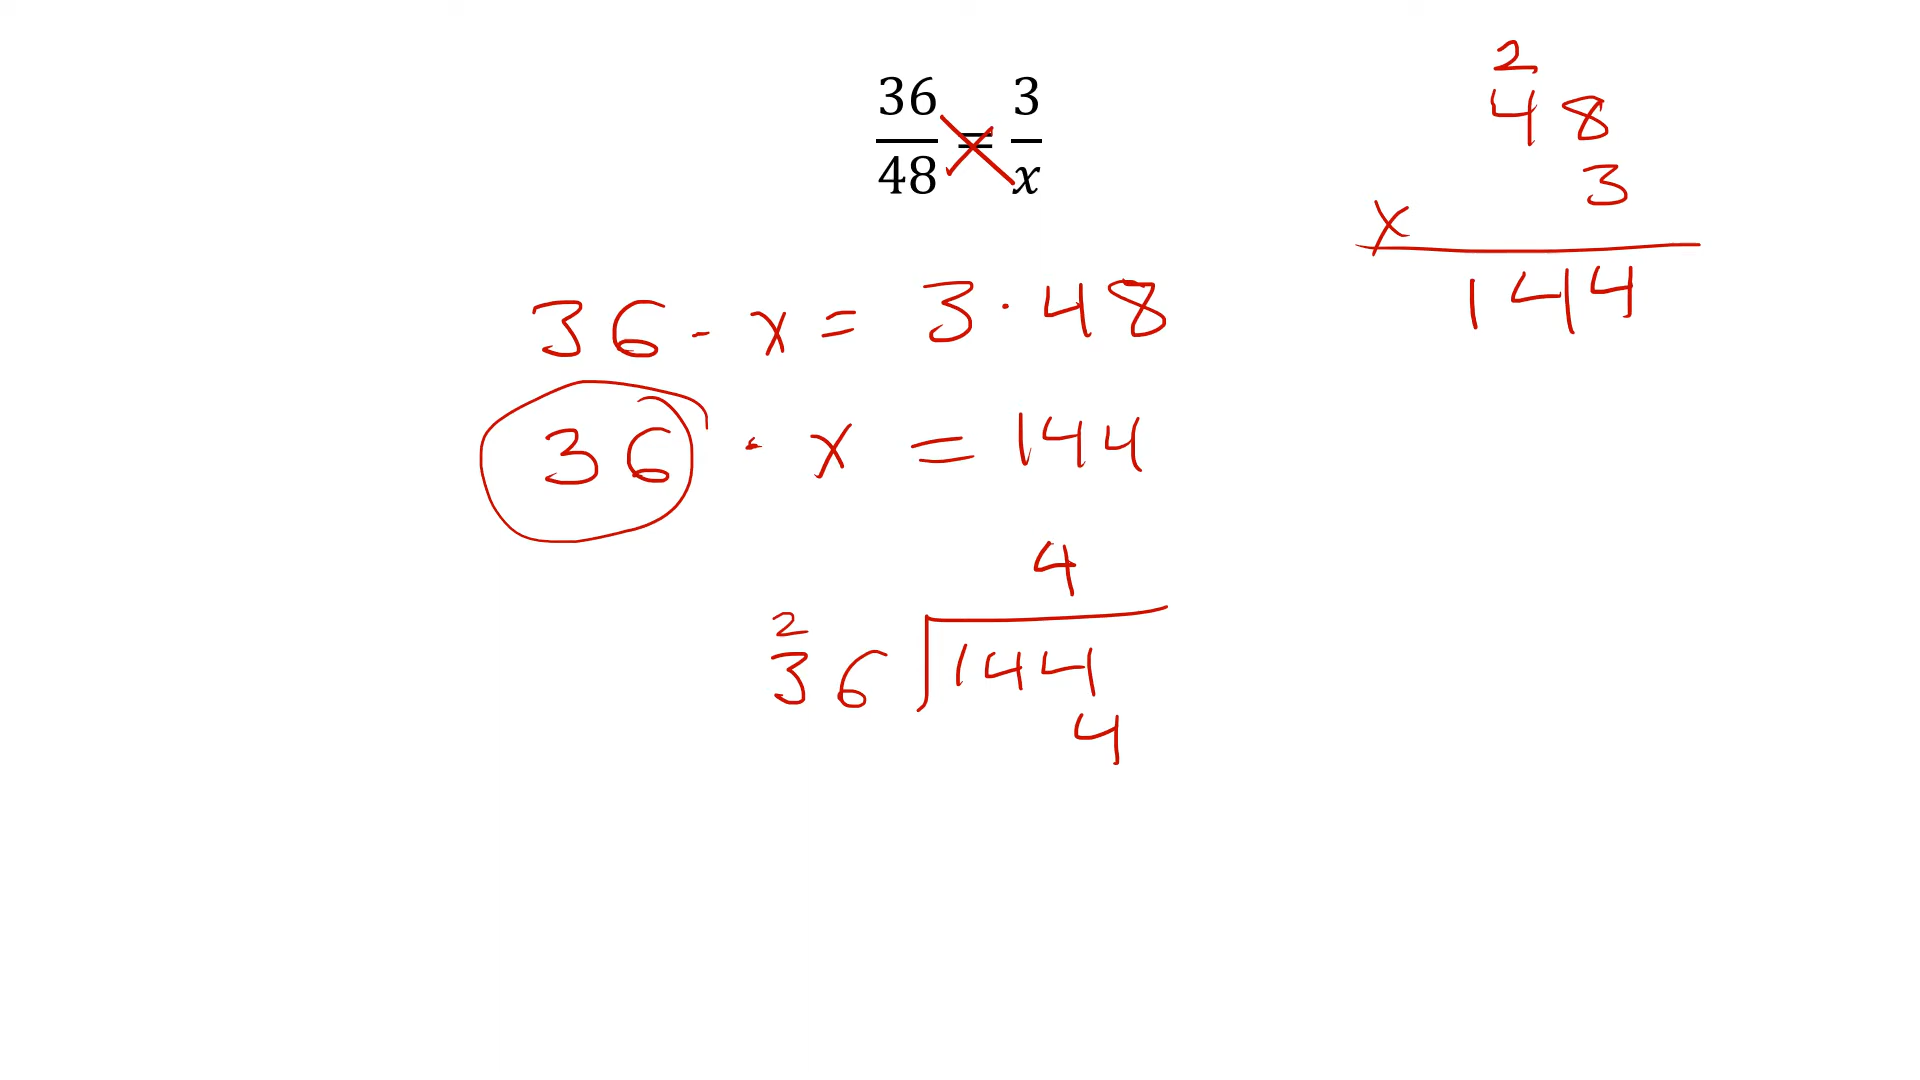 36/48 = 3/x
2
48
3
x
144
36 · x = 3 · 48
36 · x = 144
4
2
36 144
4